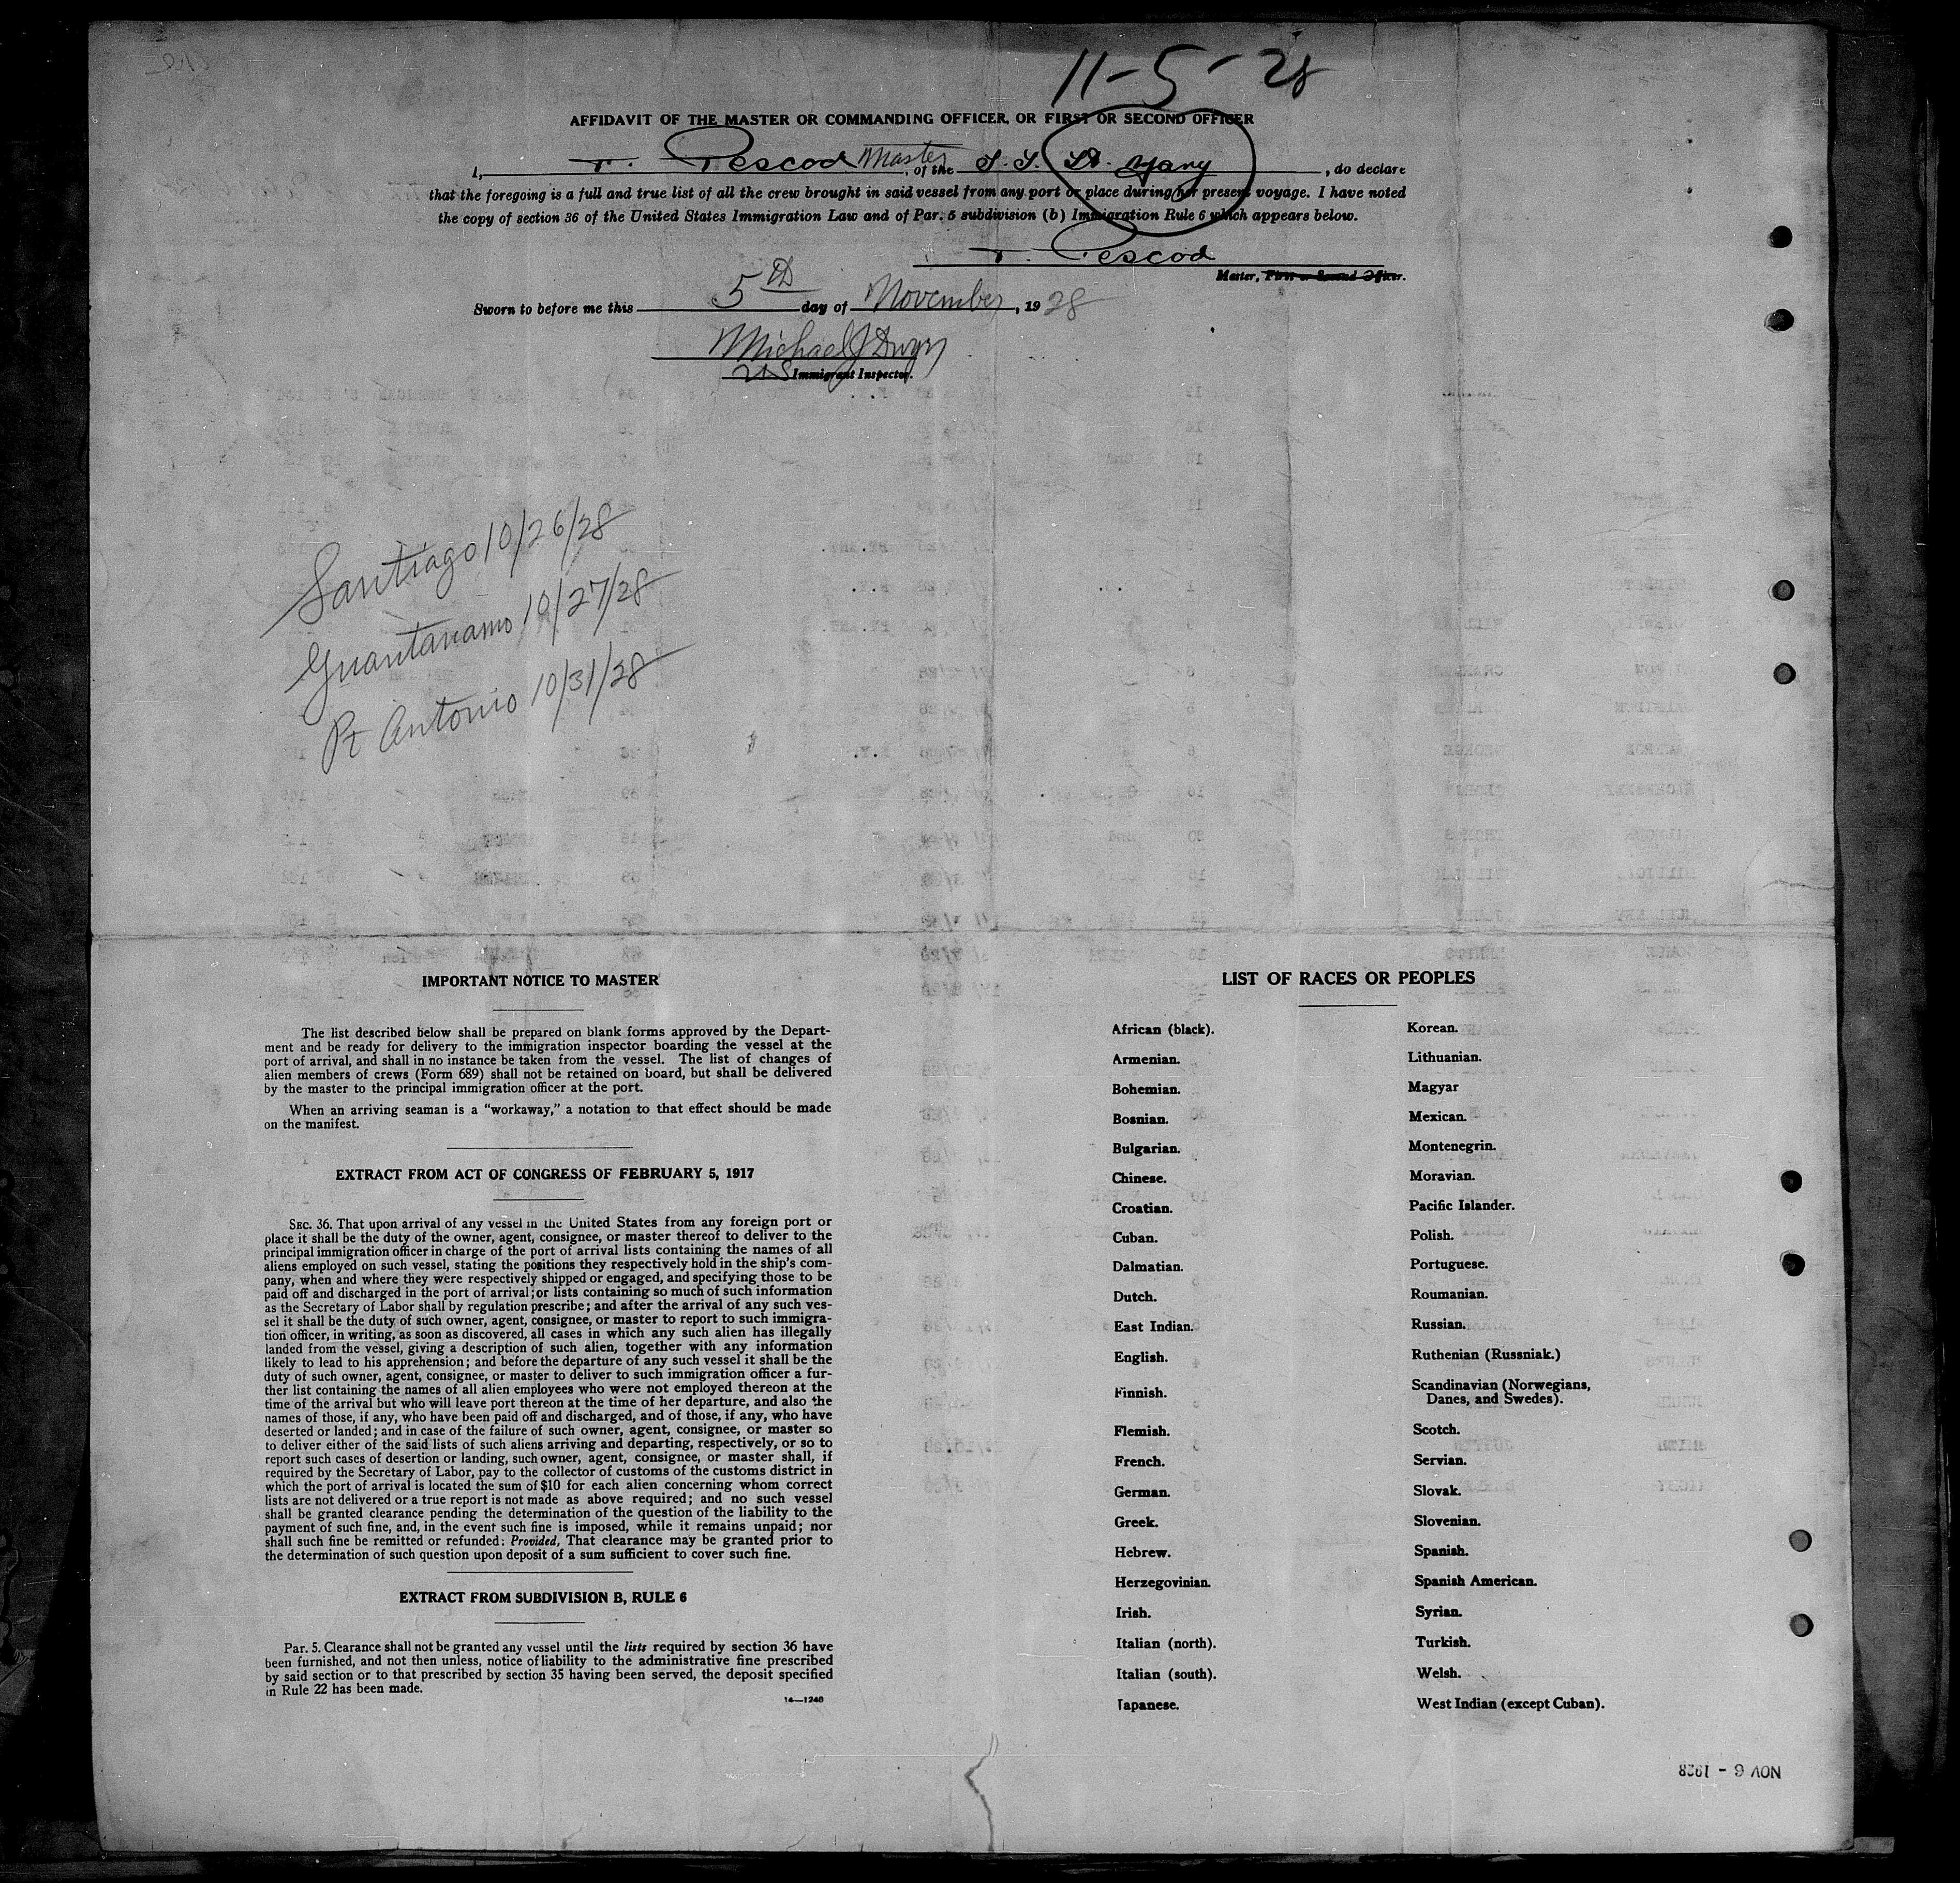 11-5-28
AFFIDAVIT OF THE MASTER OR COMMANDING OFFICER, OR FIRST OR SECOND OFFICER
I, T. Pescod Master, of the S. S. St. Mary, do declare
that the foregoing is a full and true list of all the crew brought in said vessel from any port or place during her present voyage. I have noted
the copy of section 36 of the United States Immigration Law and of Par. 5 subdivision (b) Immigration Rule 6 which appears below.
T. Pescod
Master, First or Second Officer.
Sworn to before me this 5th day of November, 1928
Michael J Dwyer
US Immigrant Inspector.
Santiago 10/26/28
Guantanamo 10/27/28
Pt Antonio 10/31/28
IMPORTANT NOTICE TO MASTER
The list described below shall be prepared on blank forms approved by the Depart-
ment and be ready for delivery to the immigration inspector boarding the vessel at the
port of arrival, and shall in no instance be taken from the vessel. The list of changes of
alien members of crews (Form 689) shall not be retained on board, but shall be delivered
by the master to the principal immigration officer at the port.
When an arriving seaman is a "workaway," a notation to that effect should be made
on the manifest.
EXTRACT FROM ACT OF CONGRESS OF FEBRUARY 5, 1917
SEC. 36. That upon arrival of any vessel in the United States from any foreign port or
place it shall be the duty of the owner, agent, consignee, or master thereof to deliver to the
principal immigration officer in charge of the port of arrival lists containing the names of all
aliens employed on such vessel, stating the positions they respectively hold in the ship's com-
pany, when and where they were respectively shipped or engaged, and specifying those to be
paid off and discharged in the port of arrival; or lists containing so much of such information
as the Secretary of Labor shall by regulation prescribe; and after the arrival of any such ves-
sel it shall be the duty of such owner, agent, consignee, or master to report to such immigra-
tion officer, in writing, as soon as discovered, all cases in which any such alien has illegally
landed from the vessel, giving a description of such alien, together with any information
likely to lead to his apprehension; and before the departure of any such vessel it shall be the
duty of such owner, agent, consignee, or master to deliver to such immigration officer a fur-
ther list containing the names of all alien employees who were not employed thereon at the
time of the arrival but who will leave port thereon at the time of her departure, and also the
names of those, if any, who have been paid off and discharged, and of those, if any, who have
deserted or landed; and in case of the failure of such owner, agent, consignee, or master so
to deliver either of the said lists of such aliens arriving and departing, respectively, or so to
report such cases of desertion or landing, such owner, agent, consignee, or master shall, if
required by the Secretary of Labor, pay to the collector of customs of the customs district in
which the port of arrival is located the sum of $10 for each alien concerning whom correct
lists are not delivered or a true report is not made as above required; and no such vessel
shall be granted clearance pending the determination of the question of the liability to the
payment of such fine, and, in the event such fine is imposed, while it remains unpaid; nor
shall such fine be remitted or refunded: Provided, That clearance may be granted prior to
the determination of such question upon deposit of a sum sufficient to cover such fine.
EXTRACT FROM SUBDIVISION B, RULE 6
Par. 5. Clearance shall not be granted any vessel until the lists required by section 36 have
been furnished, and not then unless, notice of liability to the administrative fine prescribed
by said section or to that prescribed by section 35 having been served, the deposit specified
in Rule 22 has been made.
14—1240
LIST OF RACES OR PEOPLES
African (black).
Armenian.
Bohemian.
Bosnian.
Bulgarian.
Chinese.
Croatian.
Cuban.
Dalmatian.
Dutch.
East Indian.
English.
Finnish.
Flemish.
French.
German.
Greek.
Hebrew.
Herzegovinian.
Irish.
Italian (north).
Italian (south).
Japanese.
Korean.
Lithuanian.
Magyar
Mexican.
Montenegrin.
Moravian.
Pacific Islander.
Polish.
Portuguese.
Roumanian.
Russian.
Ruthenian (Russniak.)
Scandinavian (Norwegians,
Danes, and Swedes).
Scotch.
Servian.
Slovak.
Slovenian.
Spanish.
Spanish American.
Syrian.
Turkish.
Welsh.
West Indian (except Cuban).
NOV 6 - 1928